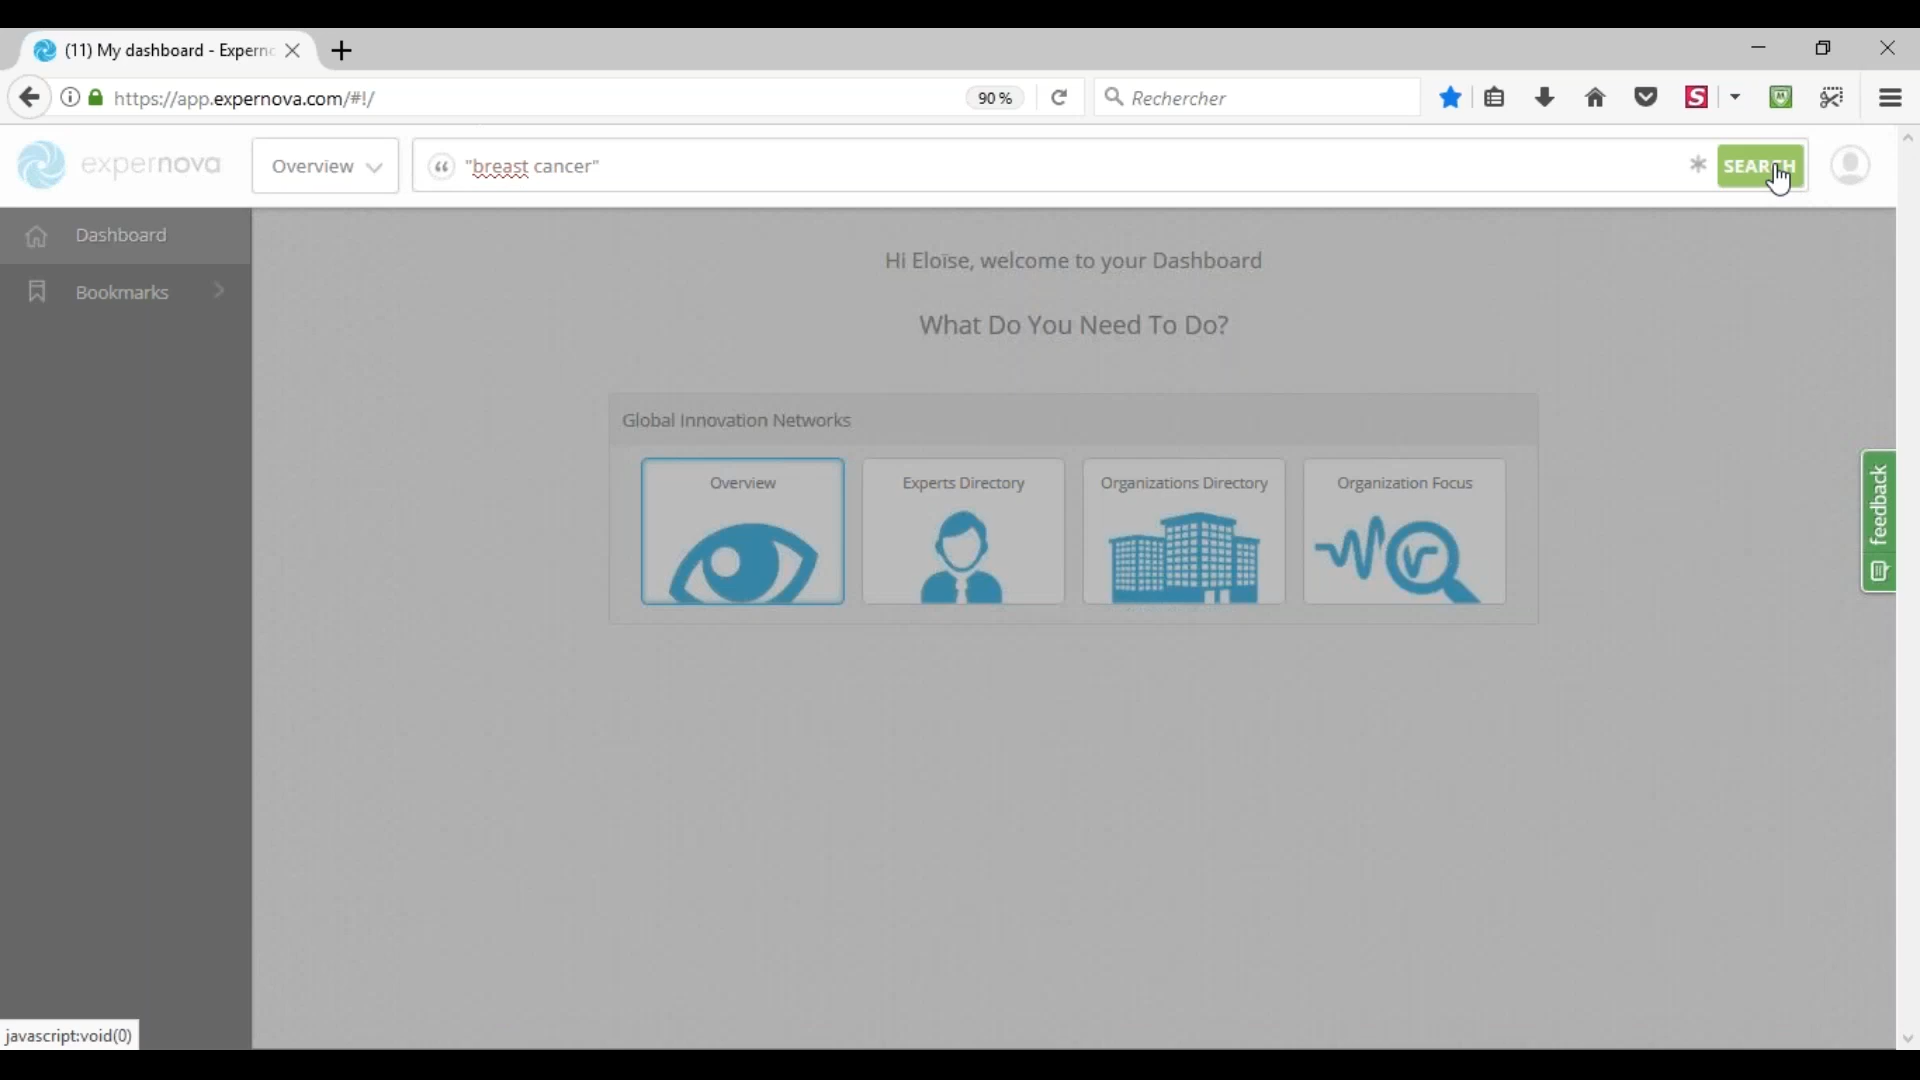 (11) My dashboard - Expern
https://app.expernova.com/#!/
90 %
Rechercher
S
expernova
Overview
"breast cancer"
SEARCH
Dashboard
Bookmarks
Hi Eloïse, welcome to your Dashboard
What Do You Need To Do?
Global Innovation Networks
Overview
Experts Directory
Organizations Directory
Organization Focus
feedback
javascript:void(0)